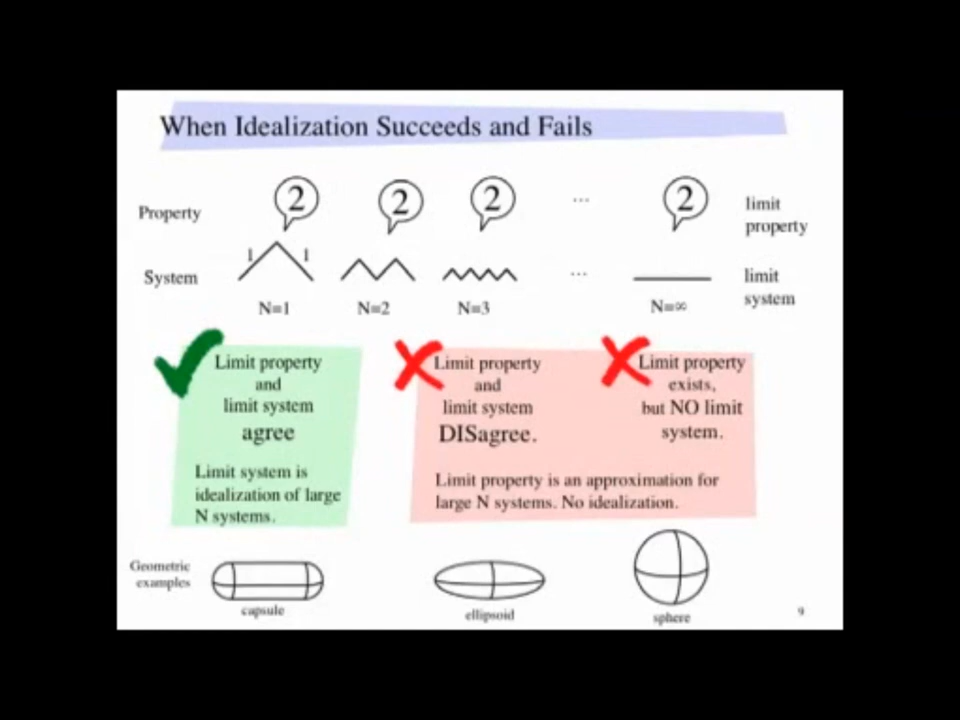 When Idealization Succeeds and Fails
Property
2
2
2
...
2
limit
property
System
1
1
...
limit
system
N=1
N=2
N=3
N=∞
Limit property
and
limit system
agree
Limit system is
idealization of large
N systems.
Limit property
and
limit system
DISagree.
Limit property
exists,
but NO limit
system.
Limit property is an approximation for
large N systems. No idealization.
Geometric
examples
capsule
ellipsoid
sphere
9